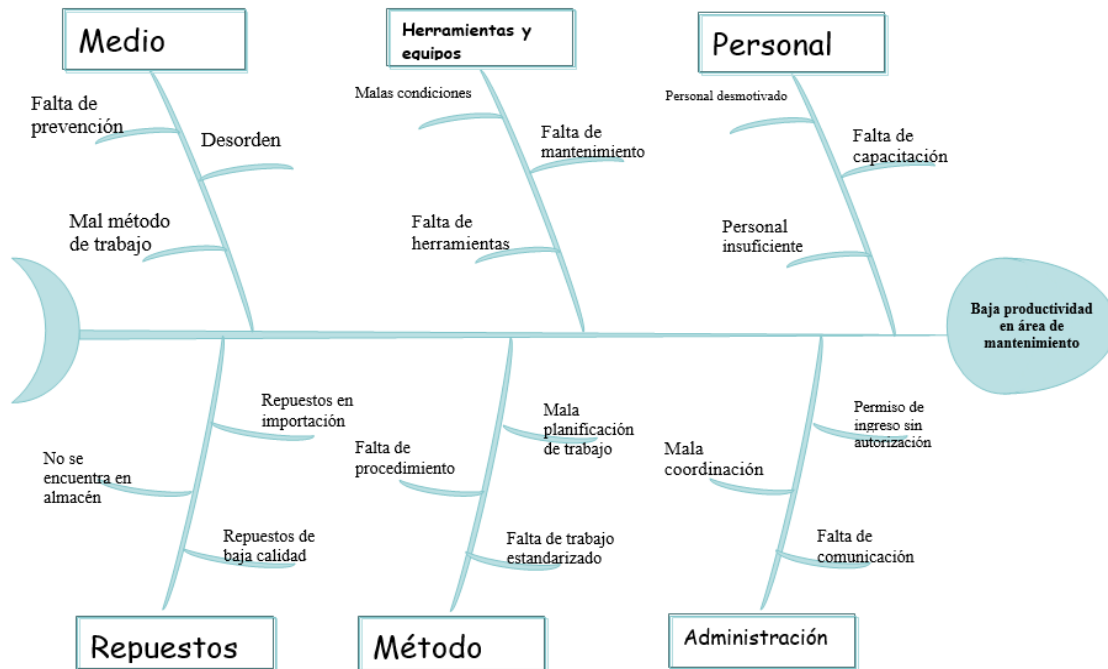 Medio
Herramientas y
equipos
Personal
Falta de
prevención
Desorden
Mal método
de trabajo
Malas condiciones
Falta de
mantenimiento
Falta de
herramientas
Personal desmotivado
Falta de
capacitación
Personal
insuficiente
Baja productividad
en área de
mantenimiento
Repuestos en
importación
No se
encuentra en
almacén
Repuestos de
baja calidad
Mala
planificación
de trabajo
Falta de
procedimiento
Falta de trabajo
estandarizado
Permiso de
ingreso sin
autorización
Mala
coordinación
Falta de
comunicación
Repuestos
Método
Administración